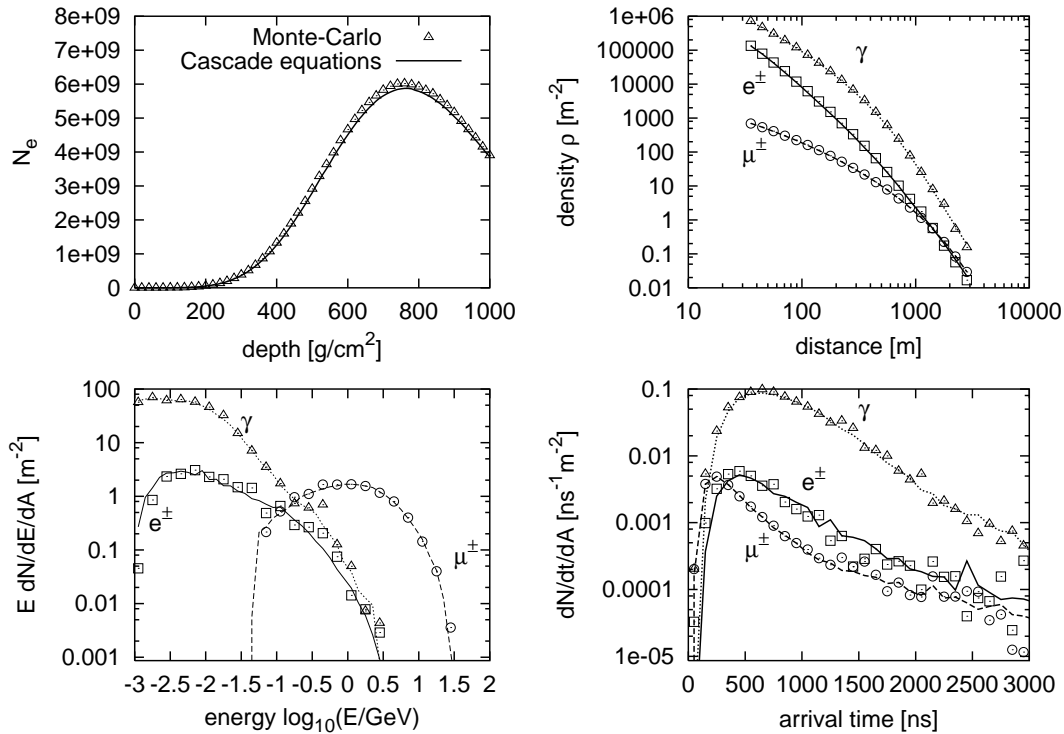 8e+09
7e+09
6e+09
5e+09
4e+09
3e+09
2e+09
1e+09
0
N_e
Monte-Carlo
Cascade equations
0 200 400 600 800 1000
depth [g/cm^2]
1e+06
100000
10000
1000
100
10
1
0.1
0.01
density ρ [m^-2]
γ
e^±
μ^±
10 100 1000 10000
distance [m]
100
10
1
0.1
0.01
0.001
E dN/dE/dA [m^-2]
γ
e^±
μ^±
-3 -2.5 -2 -1.5 -1 -0.5 0 0.5 1 1.5 2
energy log_10(E/GeV)
0.1
0.01
0.001
0.0001
1e-05
dN/dt/dA [ns^-1m^-2]
γ
e^±
μ^±
0 500 1000 1500 2000 2500 3000
arrival time [ns]